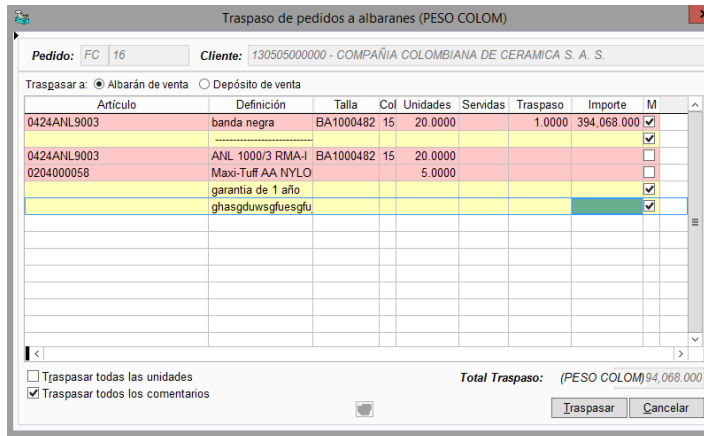 Traspaso de pedidos a albaranes (PESO COLOM)
Pedido: FC 16 Cliente: 130505000000 - COMPAÑIA COLOMBIANA DE CERAMICA S. A. S.
Traspasar a: Albarán de venta Depósito de venta
Artículo Definición Talla Col Unidades Servidas Traspaso Importe M
0424ANL9003 banda negra BA1000482 15 20.0000 1.0000 394,068.000
---------------------------
0424ANL9003 ANL 1000/3 RMA-I BA1000482 15 20.0000
0204000058 Maxi-Tuff AA NYLO 5.0000
garantia de 1 año
ghasgduwsgfuesgfu
Traspasar todas las unidades Total Traspaso: (PESO COLOM) 94,068.000
Traspasar todos los comentarios
Traspasar Cancelar